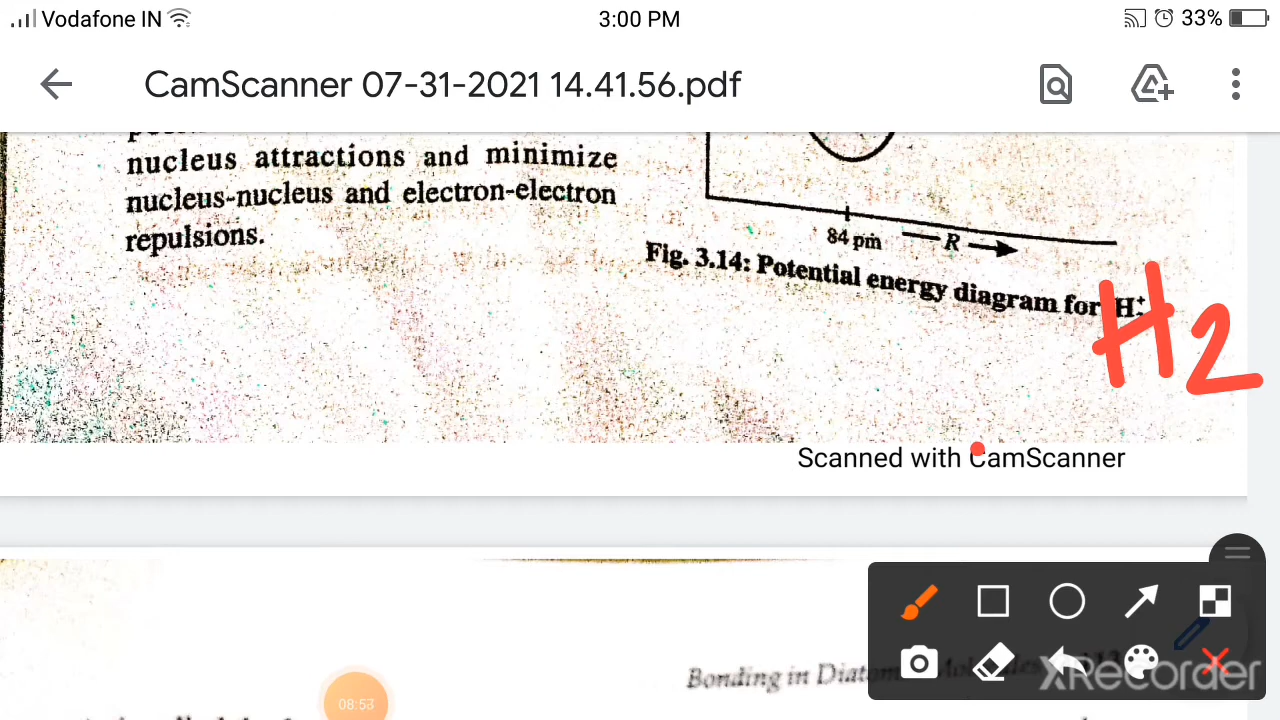 Vodafone IN 3:00 PM 33%
CamScanner 07-31-2021 14.41.56.pdf
nucleus attractions and minimize
nucleus-nucleus and electron-electron
repulsions.
84 pm R
Fig. 3.14: Potential energy diagram for H₂⁺
H2
Scanned with CamScanner
Bonding in
XRecorder
08:53